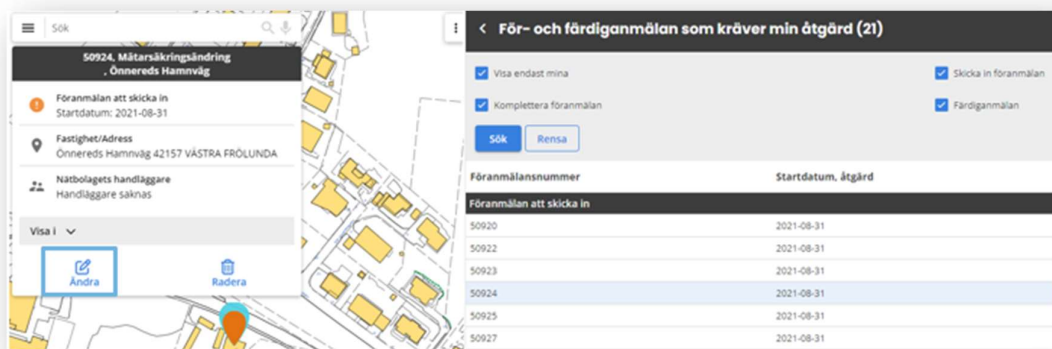 Sök
50924, Mätarsäkringsändring
, Önnereds Hamnväg
Föranmälan att skicka in
Startdatum: 2021-08-31
Fastighet/Adress
Önnereds Hamnväg 42157 VÄSTRA FRÖLUNDA
Nätbolagets handläggare
Handläggare saknas
Visa i
Ändra
Radera
För- och färdiganmälan som kräver min åtgärd (21)
Visa endast mina
Skicka in föranmälan
Komplettera föranmälan
Färdiganmälan
Sök
Rensa
Föranmälansnummer
Startdatum, åtgärd
Föranmälan att skicka in
50920
2021-08-31
50922
2021-08-31
50923
2021-08-31
50924
2021-08-31
50925
2021-08-31
50927
2021-08-31